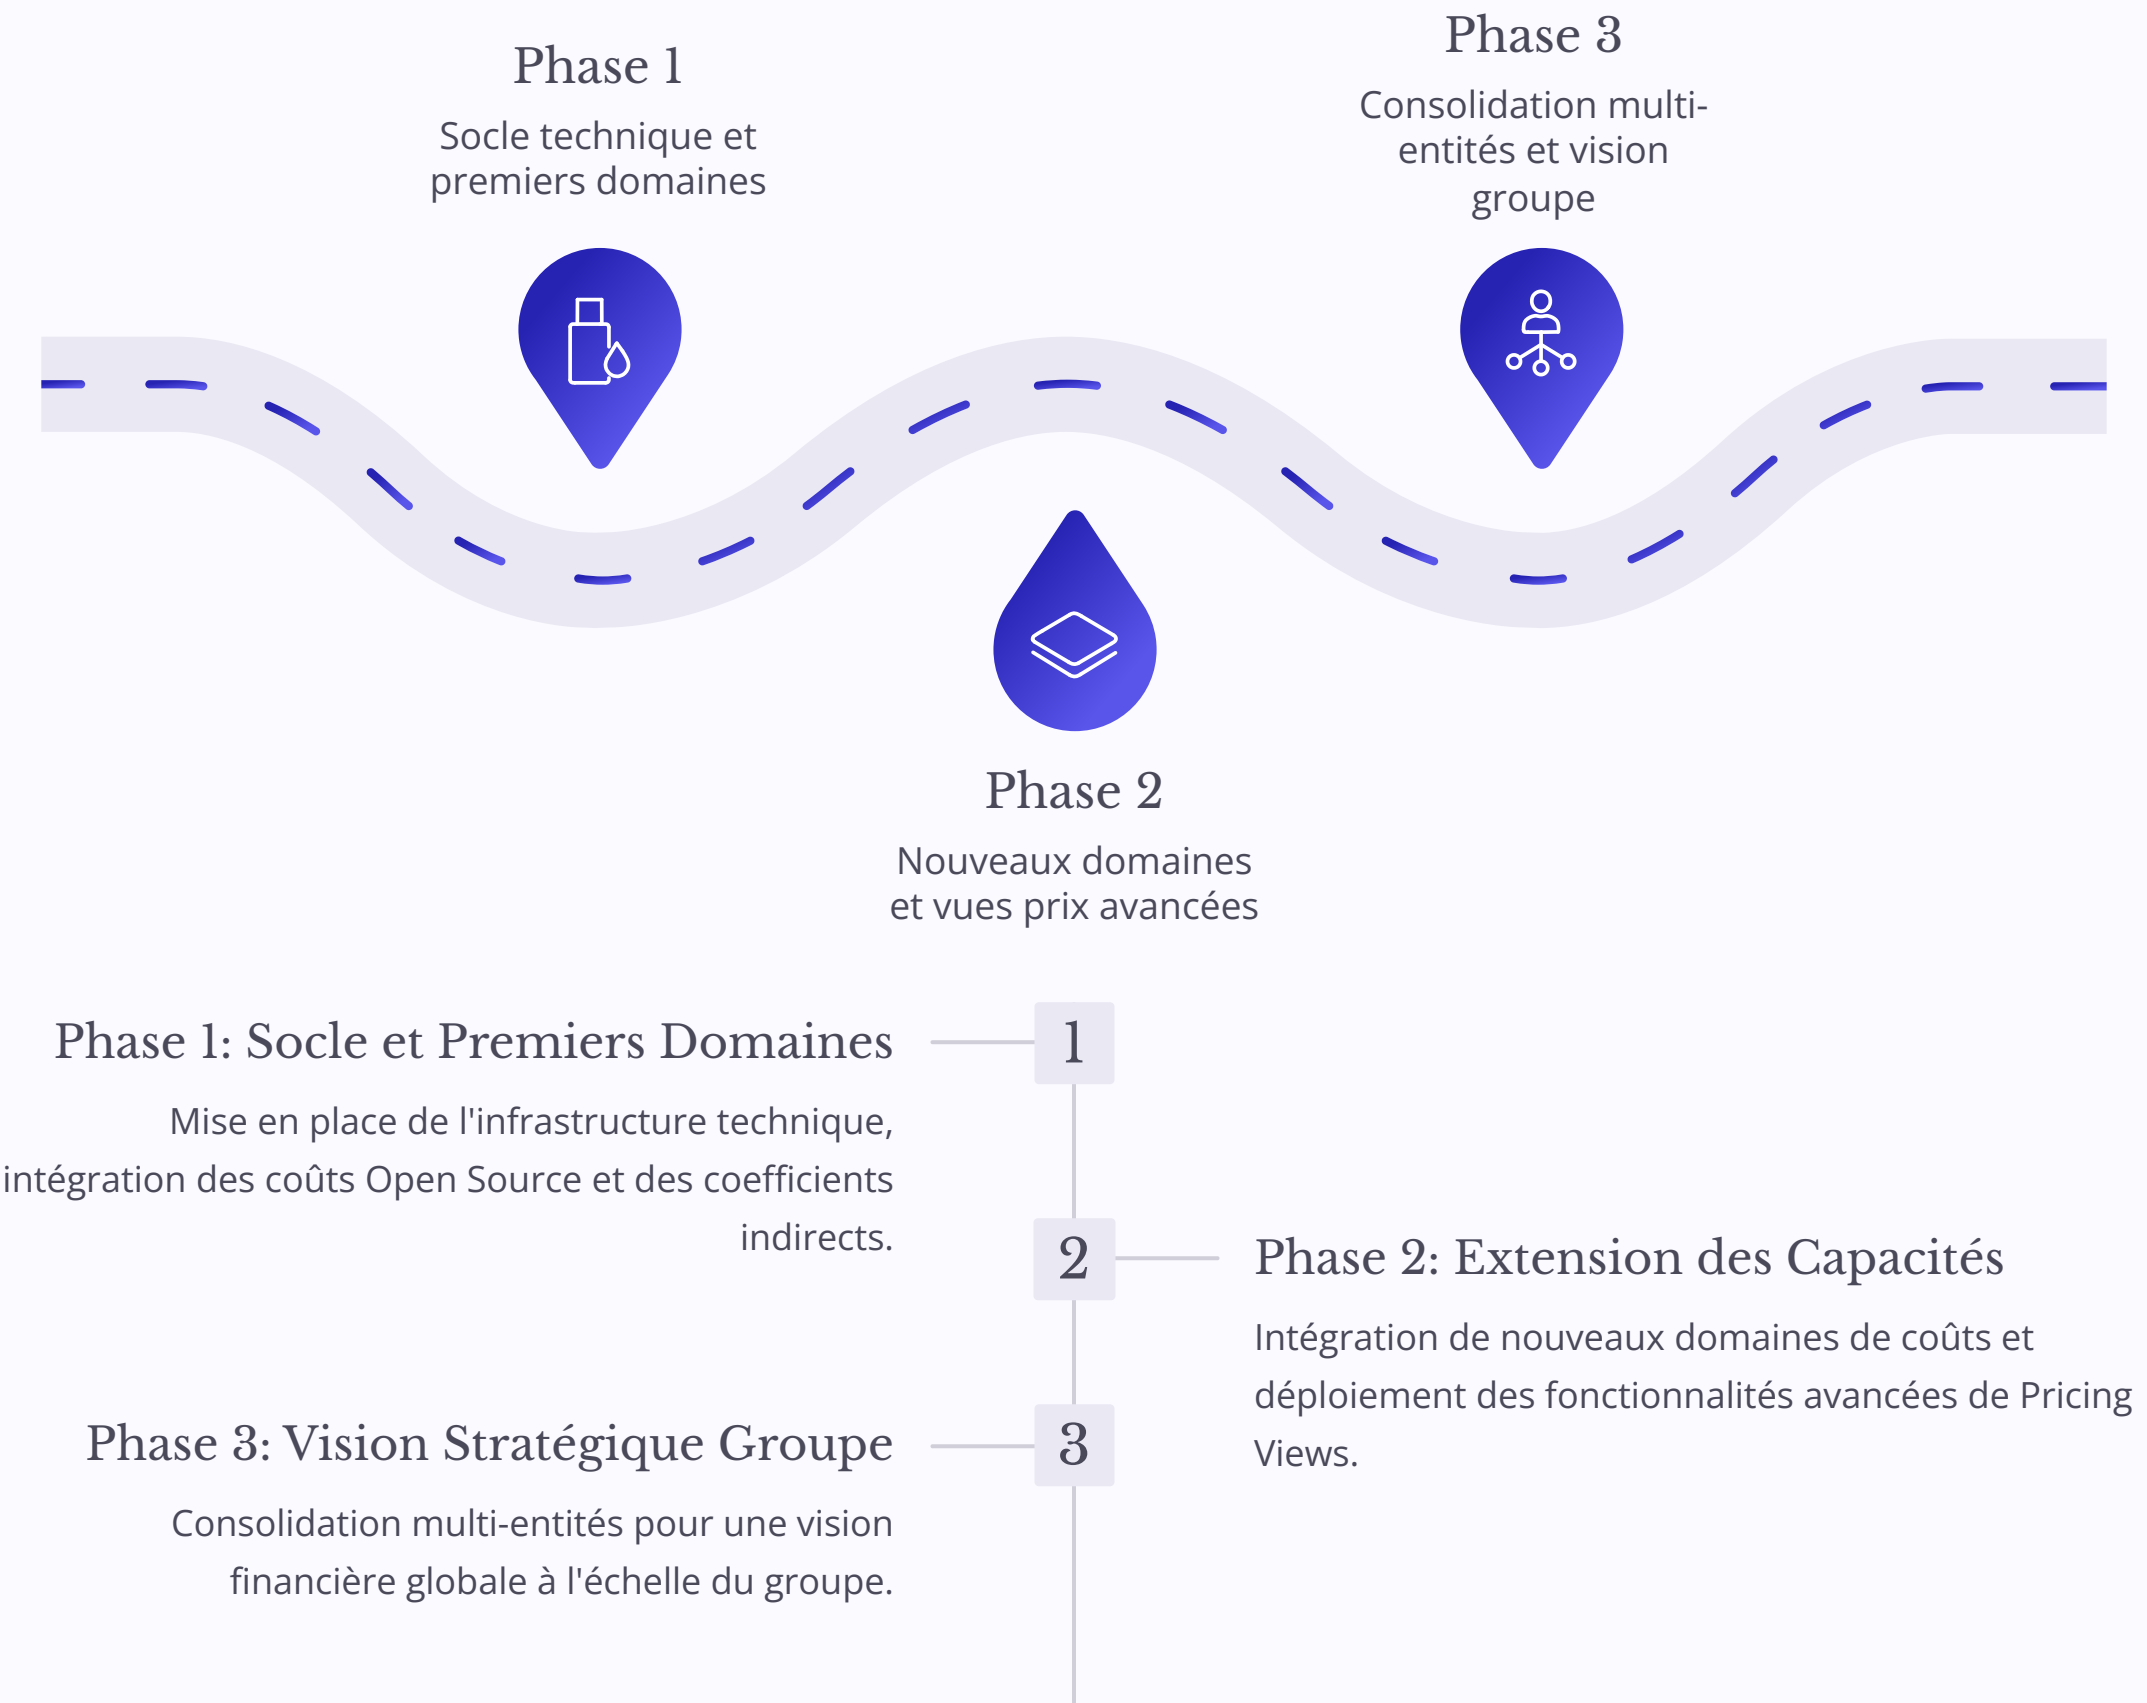 Phase 1
Socle technique et
premiers domaines
Phase 3
Consolidation multi-
entités et vision
groupe
Phase 2
Nouveaux domaines
et vues prix avancées
Phase 1: Socle et Premiers Domaines
1
Mise en place de l'infrastructure technique,
intégration des coûts Open Source et des coefficients
indirects.
2
Phase 2: Extension des Capacités
Intégration de nouveaux domaines de coûts et
déploiement des fonctionnalités avancées de Pricing
Views.
Phase 3: Vision Stratégique Groupe
3
Consolidation multi-entités pour une vision
financière globale à l'échelle du groupe.